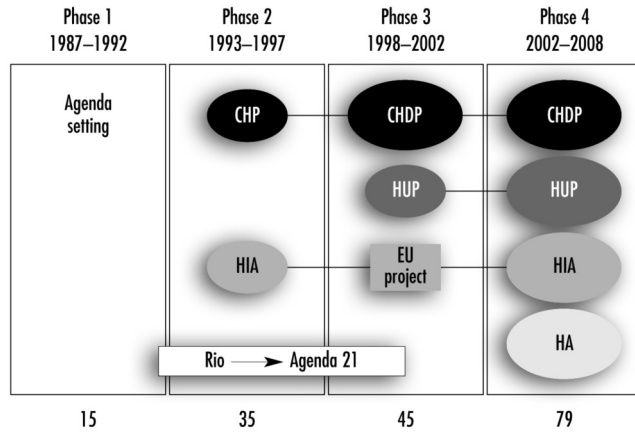 Phase 1 Phase 2 Phase 3 Phase 4
1987–1992 1993–1997 1998–2002 2002–2008
Agenda
setting
CHP CHDP CHDP
HUP HUP
HIA EU
project HIA
HA
Rio Agenda 21
15 35 45 79